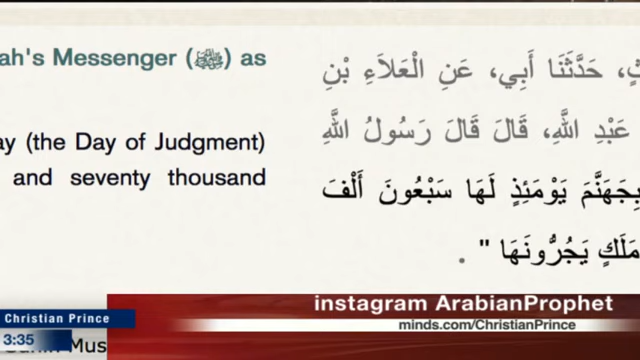 ah's Messenger (ﷺ) as
ay (the Day of Judgment)
and seventy thousand
حَدَّثَنَا أَبِي، عَنِ الْعَلاَءِ بْنِ
عَبْدِ اللَّهِ، قَالَ قَالَ رَسُولُ اللَّهِ
بِجَهَنَّمَ يَوْمَئِذٍ لَهَا سَبْعُونَ أَلْفَ
مَلَكٍ يَجُرُّونَهَا " .
instagram ArabianProphet
Christian Prince
minds.com/ChristianPrince
3:35
Mus